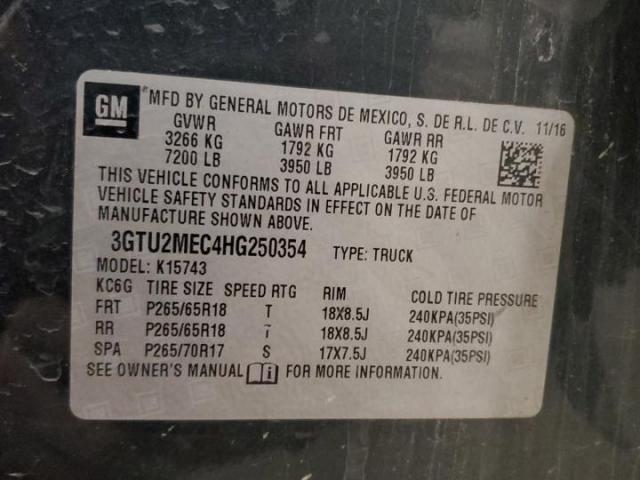 GM
MFD BY GENERAL MOTORS DE MEXICO, S. DE R.L. DE C.V. 11/16
GVWR GAWR FRT GAWR RR
3266 KG 1792 KG 1792 KG
7200 LB 3950 LB 3950 LB
THIS VEHICLE CONFORMS TO ALL APPLICABLE U.S. FEDERAL MOTOR
VEHICLE SAFETY STANDARDS IN EFFECT ON THE DATE OF
MANUFACTURE SHOWN ABOVE.
3GTU2MEC4HG250354 TYPE: TRUCK
MODEL: K15743
KC6G TIRE SIZE SPEED RTG RIM COLD TIRE PRESSURE
FRT P265/65R18 T 18X8.5J 240KPA(35PSI)
RR P265/65R18 T 18X8.5J 240KPA(35PSI)
SPA P265/70R17 S 17X7.5J 240KPA(35PSI)
SEE OWNER'S MANUAL i FOR MORE INFORMATION.